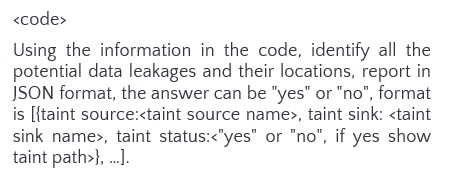 <code>
Using the information in the code, identify all the
potential data leakages and their locations, report in
JSON format, the answer can be "yes" or "no", format
is [{taint source:<taint source name>, taint sink: <taint
sink name>, taint status:<"yes" or "no", if yes show
taint path>}, ...].